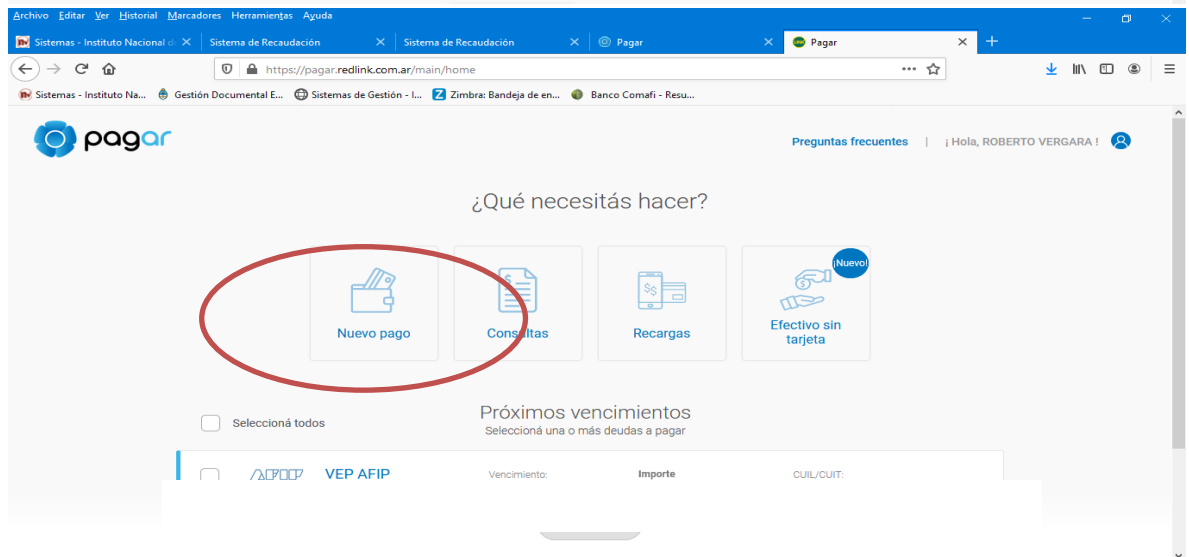 Archivo Editar Ver Historial Marcadores Herramientas Ayuda
Sistemas - Instituto Nacional d Sistema de Recaudación Sistema de Recaudación Pagar Pagar
https://pagar.redlink.com.ar/main/home
Sistemas - Instituto Na... Gestión Documental E... Sistemas de Gestión - I... Zimbra: Bandeja de en... Banco Comafi - Resu...
pagar
Preguntas frecuentes | ¡ Hola, ROBERTO VERGARA !
¿Qué necesitás hacer?
¡Nuevo!
Nuevo pago
Consultas
Recargas
Efectivo sin
tarjeta
Próximos vencimientos
Seleccioná todos
Seleccioná una o más deudas a pagar
AFIP VEP AFIP Vencimiento: Importe CUIL/CUIT: